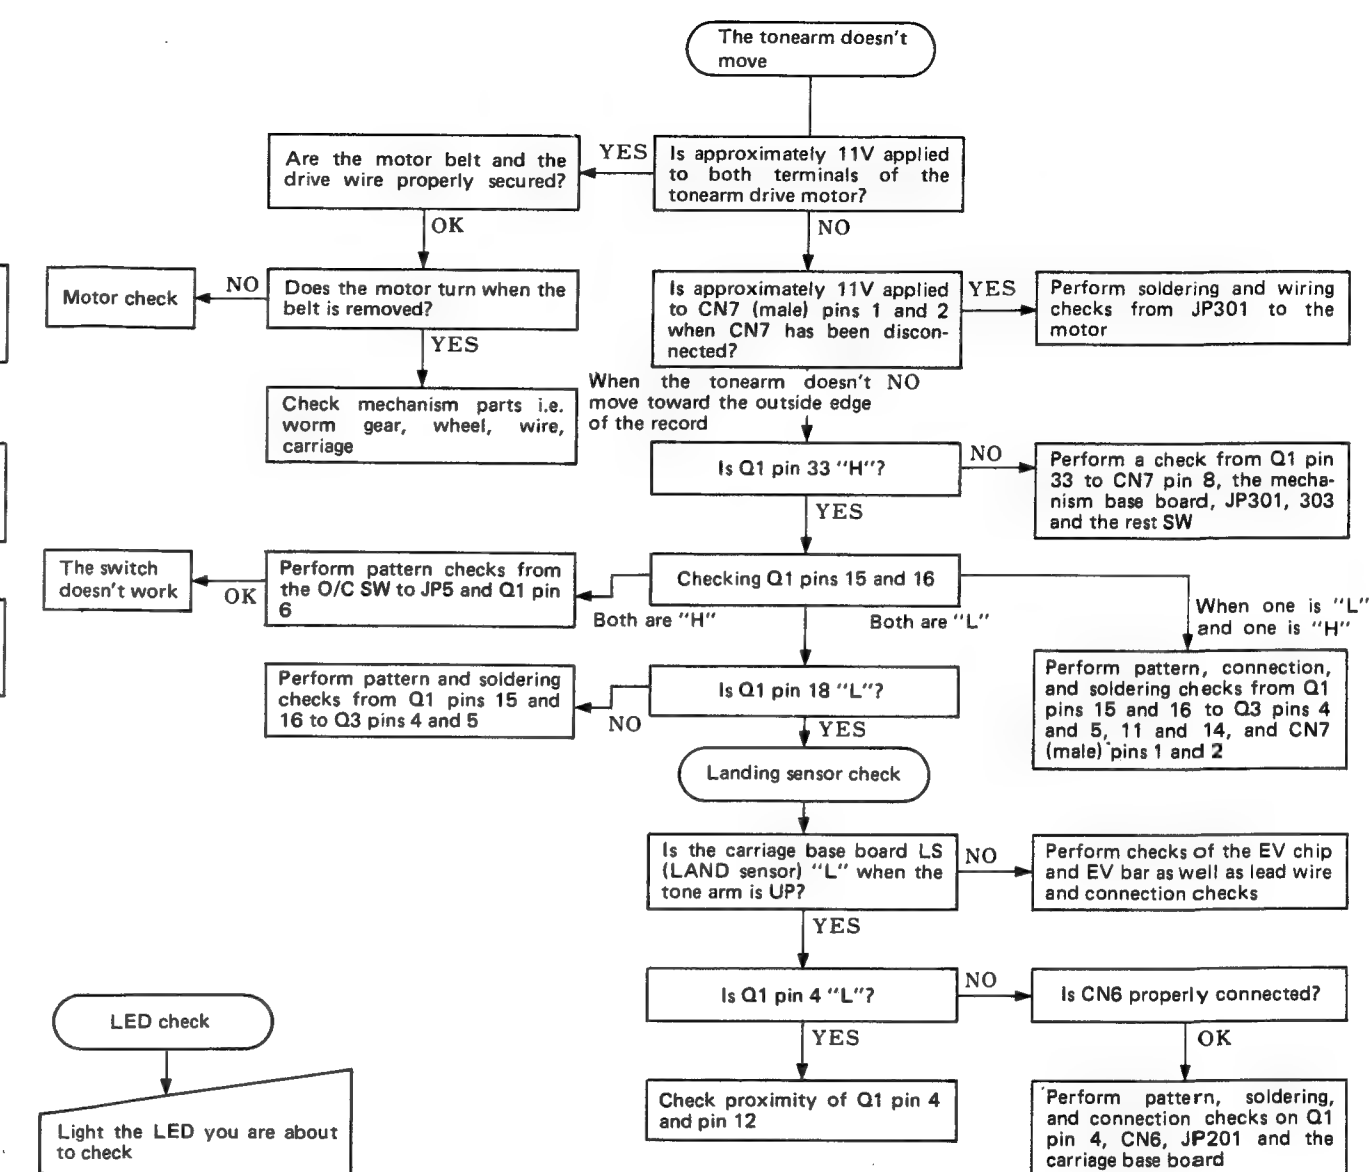 The tonearm doesn't
move
Are the motor belt and the
drive wire properly secured?
YES
Is approximately 11V applied
to both terminals of the
tonearm drive motor?
OK
NO
Motor check
NO
Does the motor turn when the
belt is removed?
Is approximately 11V applied
to CN7 (male) pins 1 and 2
when CN7 has been discon-
nected?
YES
Perform soldering and wiring
checks from JP301 to the
motor
YES
When the tonearm doesn't
move toward the outside edge
of the record
NO
Check mechanism parts i.e.
worm gear, wheel, wire,
carriage
Is Q1 pin 33 "H"?
NO
Perform a check from Q1 pin
33 to CN7 pin 8, the mecha-
nism base board, JP301, 303
and the rest SW
YES
The switch
doesn't work
OK
Perform pattern checks from
the O/C SW to JP5 and Q1 pin
6
Checking Q1 pins 15 and 16
Both are "H"
Both are "L"
When one is "L"
and one is "H"
Perform pattern and soldering
checks from Q1 pins 15 and
16 to Q3 pins 4 and 5
NO
Is Q1 pin 18 "L"?
Perform pattern, connection,
and soldering checks from Q1
pins 15 and 16 to Q3 pins 4
and 5, 11 and 14, and CN7
(male) pins 1 and 2
YES
Landing sensor check
Is the carriage base board LS
(LAND sensor) "L" when the
tone arm is UP?
NO
Perform checks of the EV chip
and EV bar as well as lead wire
and connection checks
YES
Is Q1 pin 4 "L"?
NO
Is CN6 properly connected?
YES
OK
Check proximity of Q1 pin 4
and pin 12
Perform pattern, soldering,
and connection checks on Q1
pin 4, CN6, JP201 and the
carriage base board
LED check
Light the LED you are about
to check